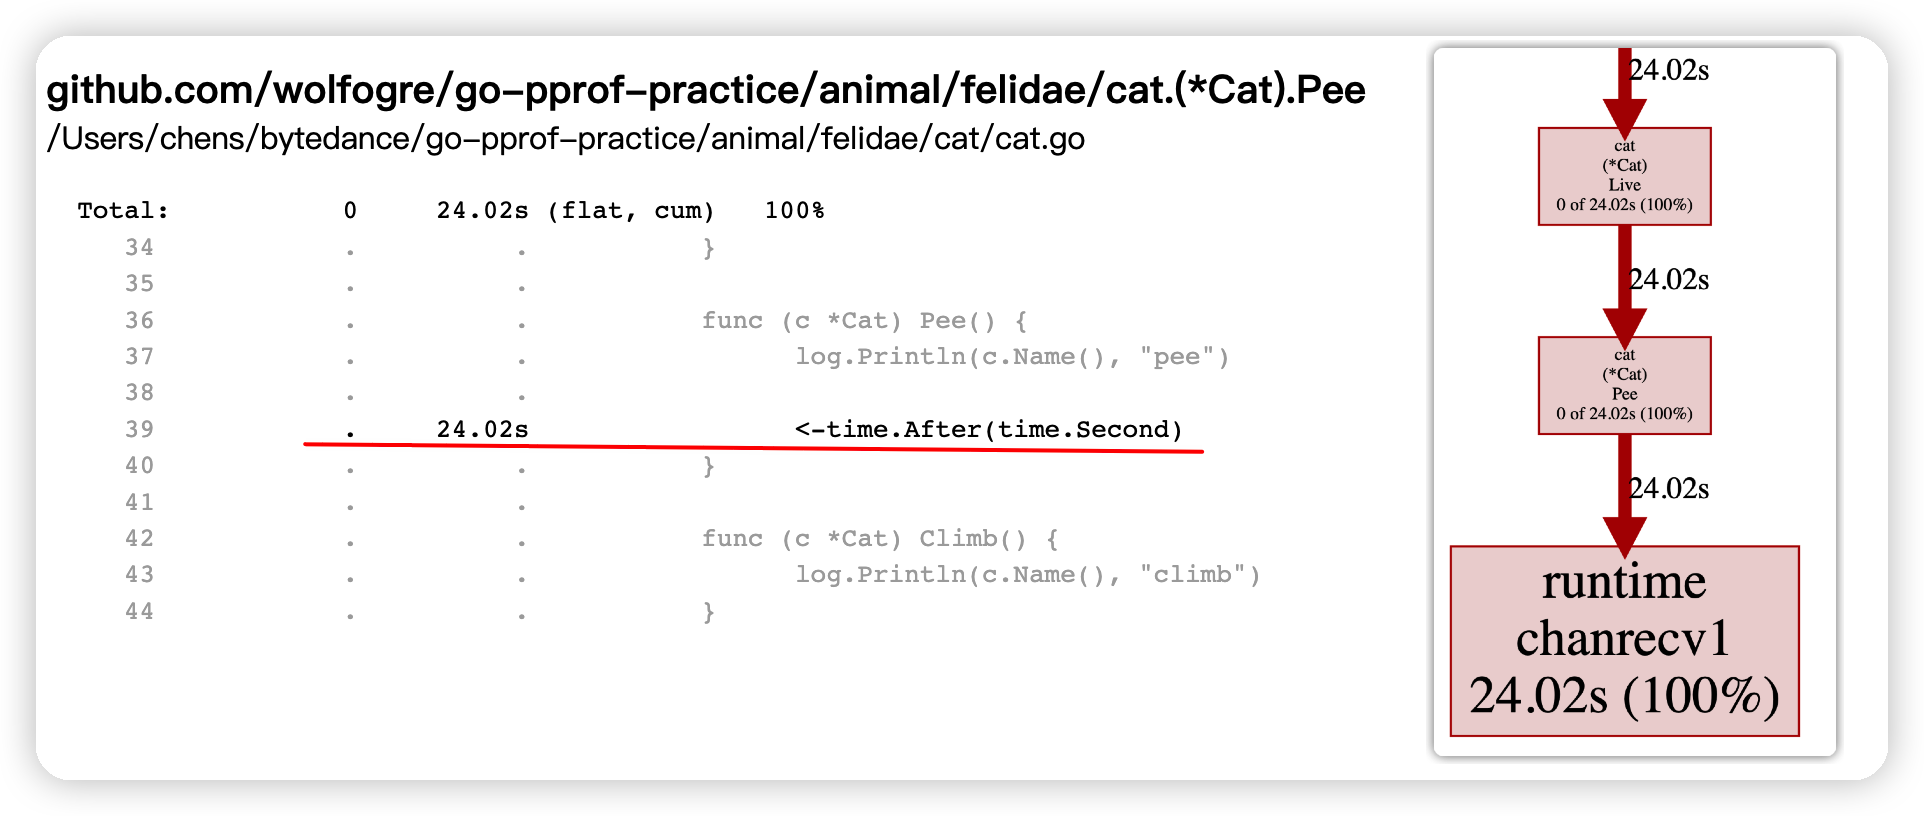 github.com/wolfogre/go-pprof-practice/animal/felidae/cat.(*Cat).Pee
/Users/chens/bytedance/go-pprof-practice/animal/felidae/cat/cat.go
Total: 0 24.02s (flat, cum) 100%
34 . . }
35 . .
36 . . func (c *Cat) Pee() {
37 . . log.Println(c.Name(), "pee")
38 . .
39 . 24.02s <-time.After(time.Second)
40 . . }
41 . .
42 . . func (c *Cat) Climb() {
43 . . log.Println(c.Name(), "climb")
44 . . }
24.02s
cat
(*Cat)
Live
0 of 24.02s (100%)
24.02s
cat
(*Cat)
Pee
0 of 24.02s (100%)
24.02s
runtime
chanrecv1
24.02s (100%)